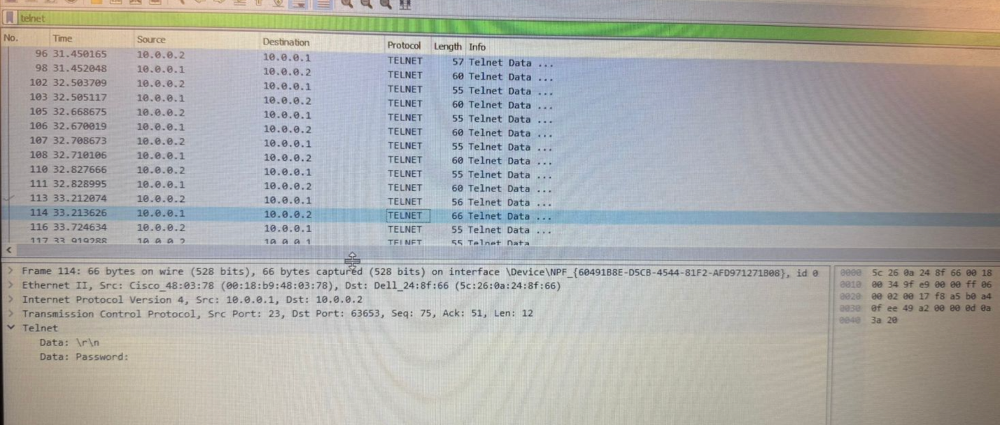 telnet
No. Time Source Destination Protocol Length Info
96 31.450165 10.0.0.2 10.0.0.1 TELNET 57 Telnet Data ...
98 31.452048 10.0.0.1 10.0.0.2 TELNET 60 Telnet Data ...
102 32.503709 10.0.0.2 10.0.0.1 TELNET 55 Telnet Data ...
103 32.505117 10.0.0.1 10.0.0.2 TELNET 60 Telnet Data ...
105 32.668675 10.0.0.2 10.0.0.1 TELNET 55 Telnet Data ...
106 32.670019 10.0.0.1 10.0.0.2 TELNET 60 Telnet Data ...
107 32.708673 10.0.0.2 10.0.0.1 TELNET 55 Telnet Data ...
108 32.710106 10.0.0.1 10.0.0.2 TELNET 60 Telnet Data ...
110 32.827666 10.0.0.2 10.0.0.1 TELNET 55 Telnet Data ...
111 32.828995 10.0.0.1 10.0.0.2 TELNET 60 Telnet Data ...
113 33.212074 10.0.0.2 10.0.0.1 TELNET 56 Telnet Data ...
114 33.213626 10.0.0.1 10.0.0.2 TELNET 66 Telnet Data ...
116 33.724634 10.0.0.2 10.0.0.1 TELNET 55 Telnet Data ...
117 33.919288 10.0.0.2 10.0.0.1 TELNET 55 Telnet Data
Frame 114: 66 bytes on wire (528 bits), 66 bytes captured (528 bits) on interface \Device\NPF_{60491B8E-D5CB-4544-81F2-AFD971271B08}, id 0
Ethernet II, Src: Cisco_48:03:78 (00:18:b9:48:03:78), Dst: Dell_24:8f:66 (5c:26:0a:24:8f:66)
Internet Protocol Version 4, Src: 10.0.0.1, Dst: 10.0.0.2
Transmission Control Protocol, Src Port: 23, Dst Port: 63653, Seq: 75, Ack: 51, Len: 12
Telnet
Data: \r\n
Data: Password:
0000 5c 26 0a 24 8f 66 00 18
0010 00 34 9f e9 00 00 ff 06
0020 00 02 00 17 f8 a5 b0 a4
0030 0f ee 49 a2 00 00 0d 0a
0040 3a 20